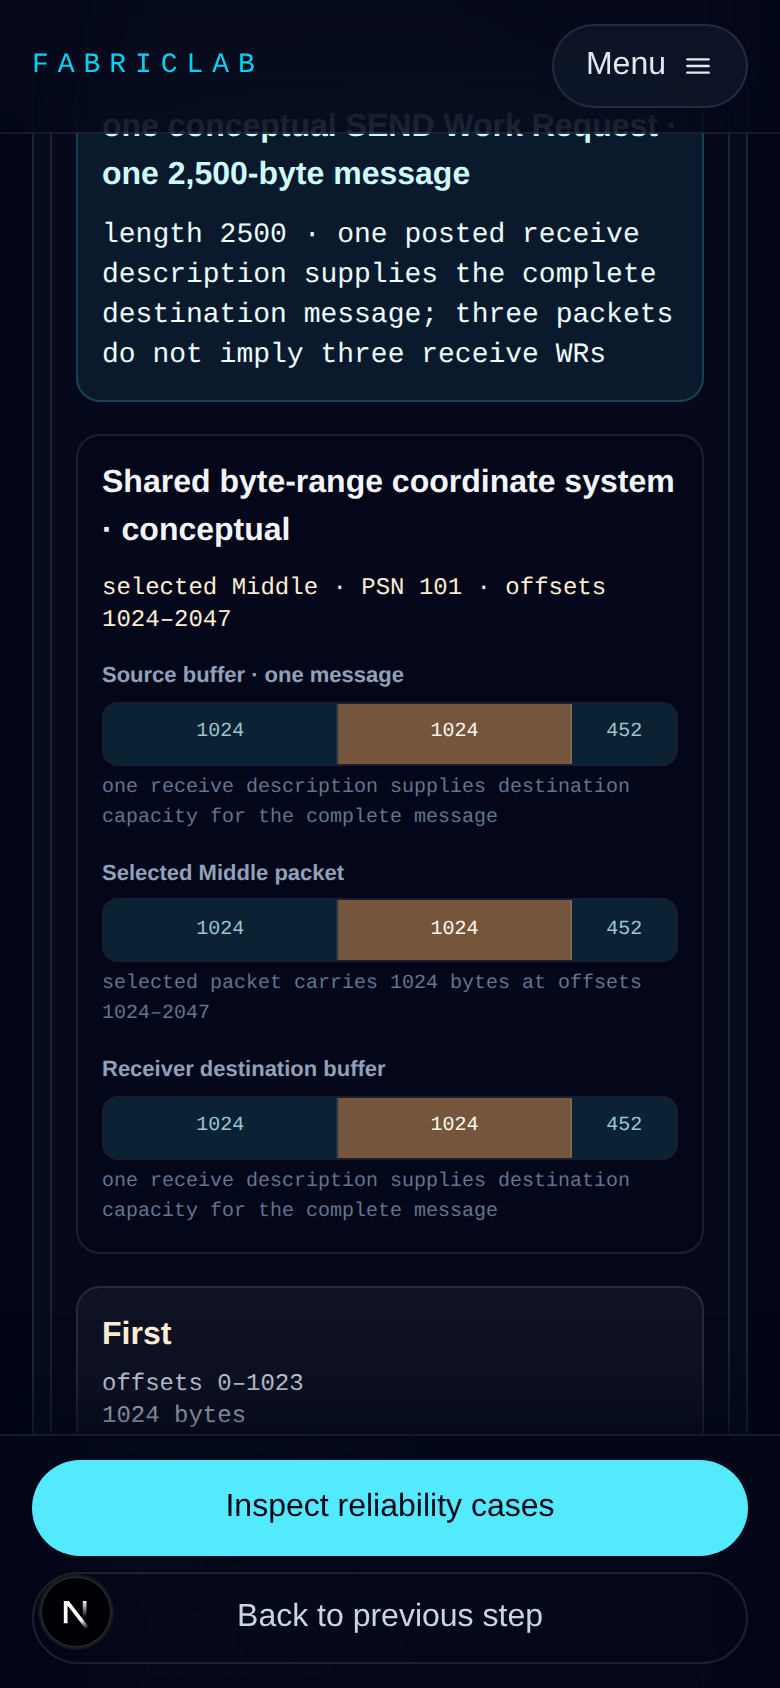 FABRICLAB
Menu
one conceptual SEND Work Request ·
one 2,500-byte message
length 2500 · one posted receive
description supplies the complete
destination message; three packets
do not imply three receive WRs
Shared byte-range coordinate system
· conceptual
selected Middle · PSN 101 · offsets
1024–2047
Source buffer · one message
1024 1024 452
one receive description supplies destination
capacity for the complete message
Selected Middle packet
1024 1024 452
selected packet carries 1024 bytes at offsets
1024–2047
Receiver destination buffer
1024 1024 452
one receive description supplies destination
capacity for the complete message
First
offsets 0–1023
1024 bytes
Inspect reliability cases
N
Back to previous step